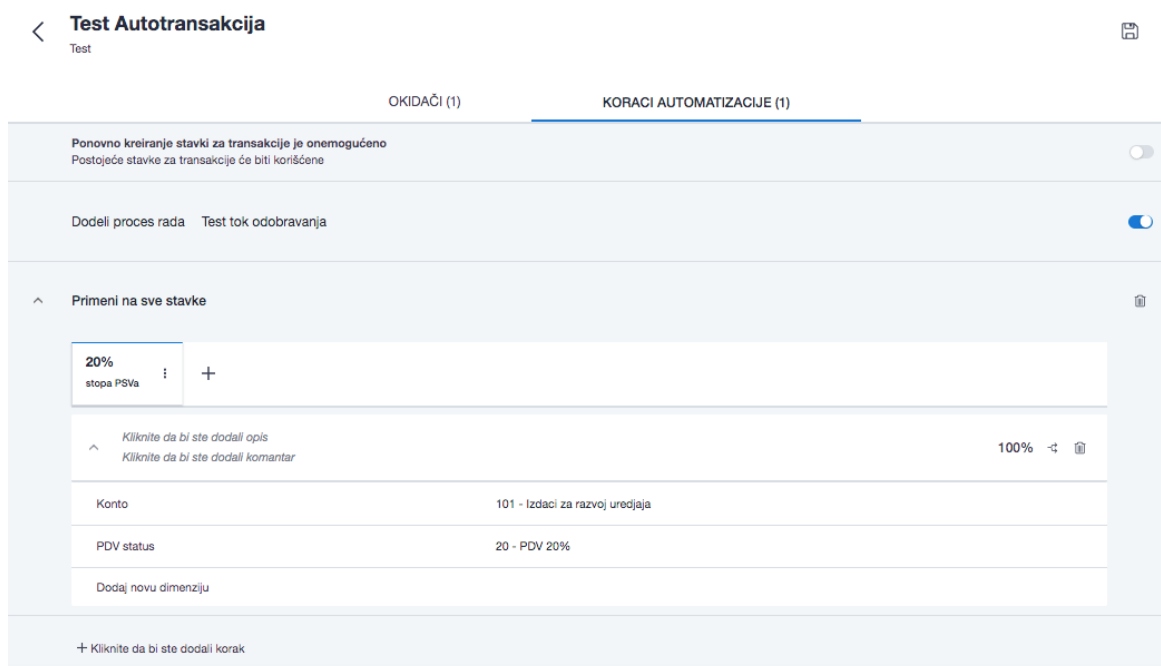 Test Autotransakcija
Test
OKIDAČI (1)
KORACI AUTOMATIZACIJE (1)
Ponovno kreiranje stavki za transakcije je onemogućeno
Postojeće stavke za transakcije će biti korišćene
Dodeli proces rada Test tok odobravanja
Primeni na sve stavke
20%
stopa PSVa
Kliknite da bi ste dodali opis
Kliknite da bi ste dodali komantar
100%
Konto 101 - Izdaci za razvoj uredjaja
PDV status 20 - PDV 20%
Dodaj novu dimenziju
+ Kliknite da bi ste dodali korak